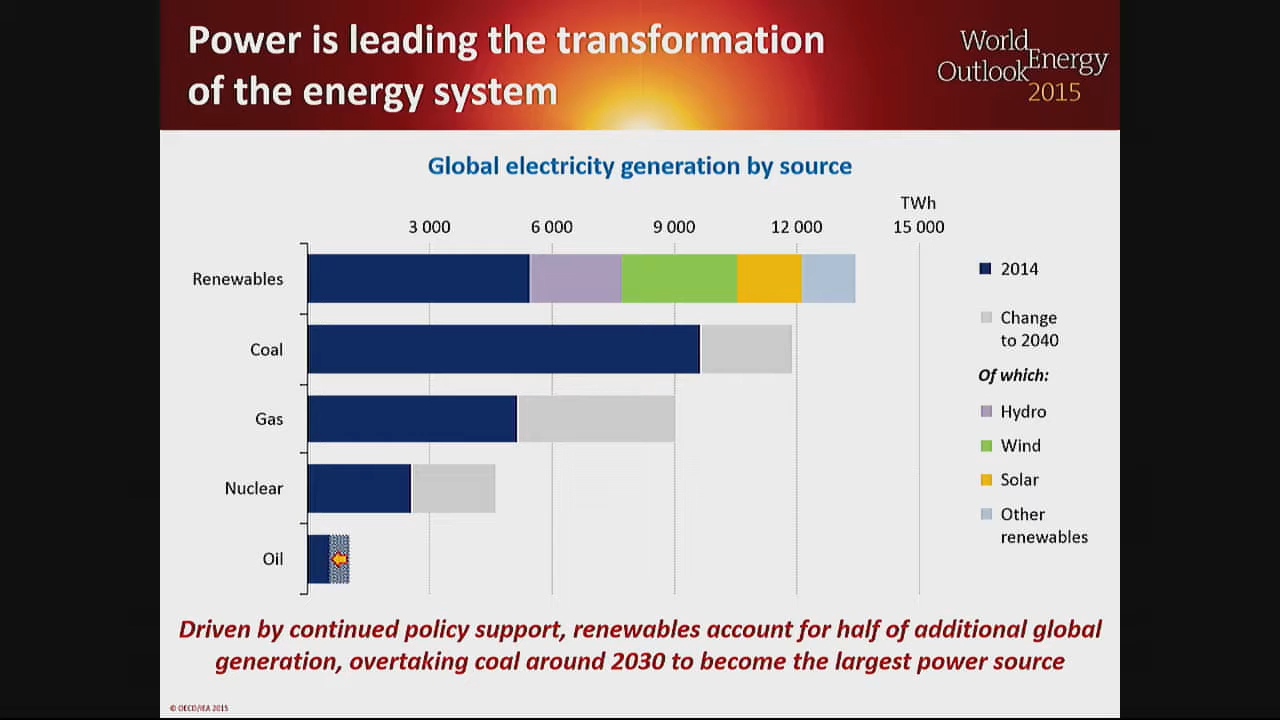 Power is leading the transformation
of the energy system
World
Energy
Outlook
2015
Global electricity generation by source
TWh
3 000 6 000 9 000 12 000 15 000
Renewables
Coal
Gas
Nuclear
Oil
2014
Change
to 2040
Of which:
Hydro
Wind
Solar
Other
renewables
Driven by continued policy support, renewables account for half of additional global
generation, overtaking coal around 2030 to become the largest power source
© OECD/IEA 2015